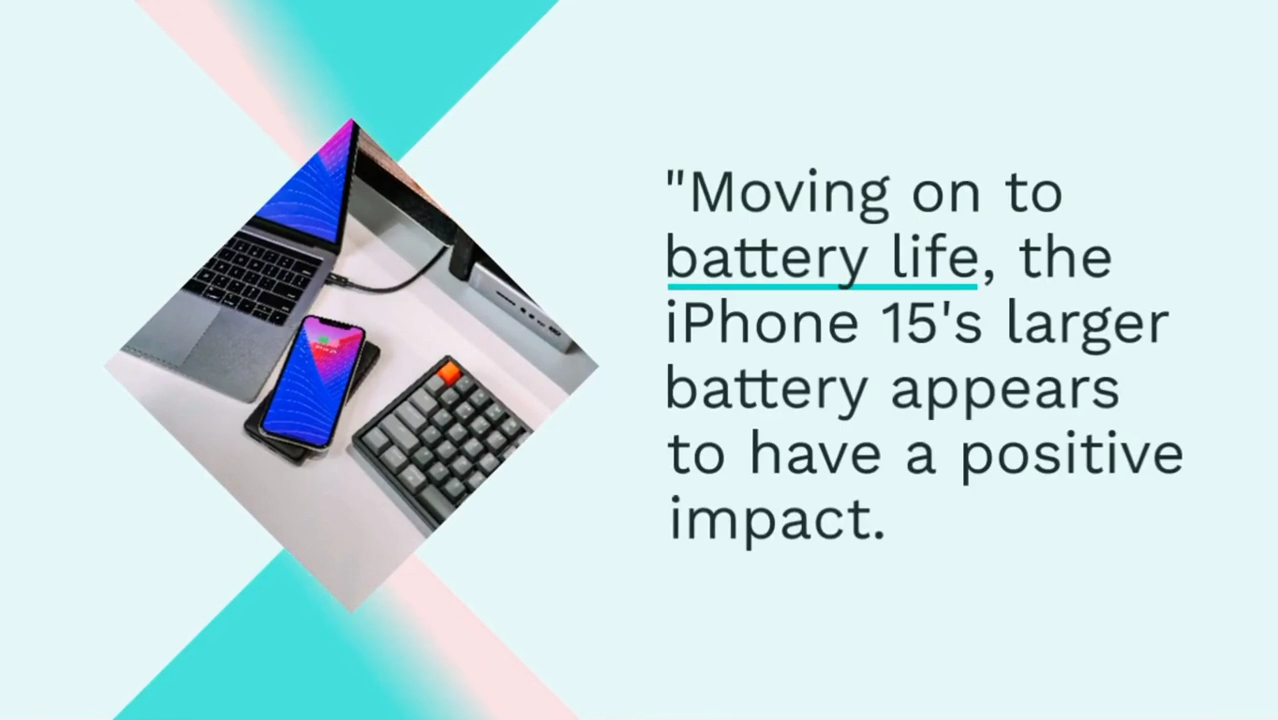 "Moving on to
battery life, the
iPhone 15's larger
battery appears
to have a positive
impact.